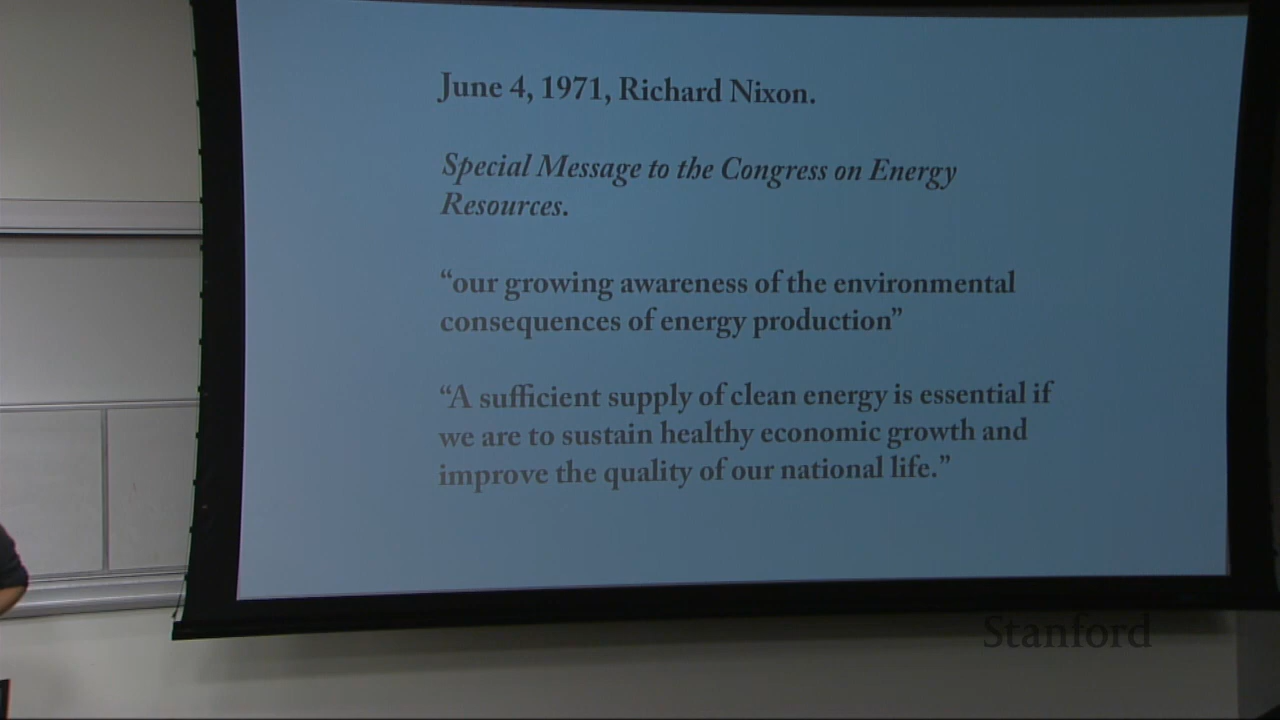 June 4, 1971, Richard Nixon.
Special Message to the Congress on Energy
Resources.
“our growing awareness of the environmental
consequences of energy production”
“A sufficient supply of clean energy is essential if
we are to sustain healthy economic growth and
improve the quality of our national life.”
Stanford